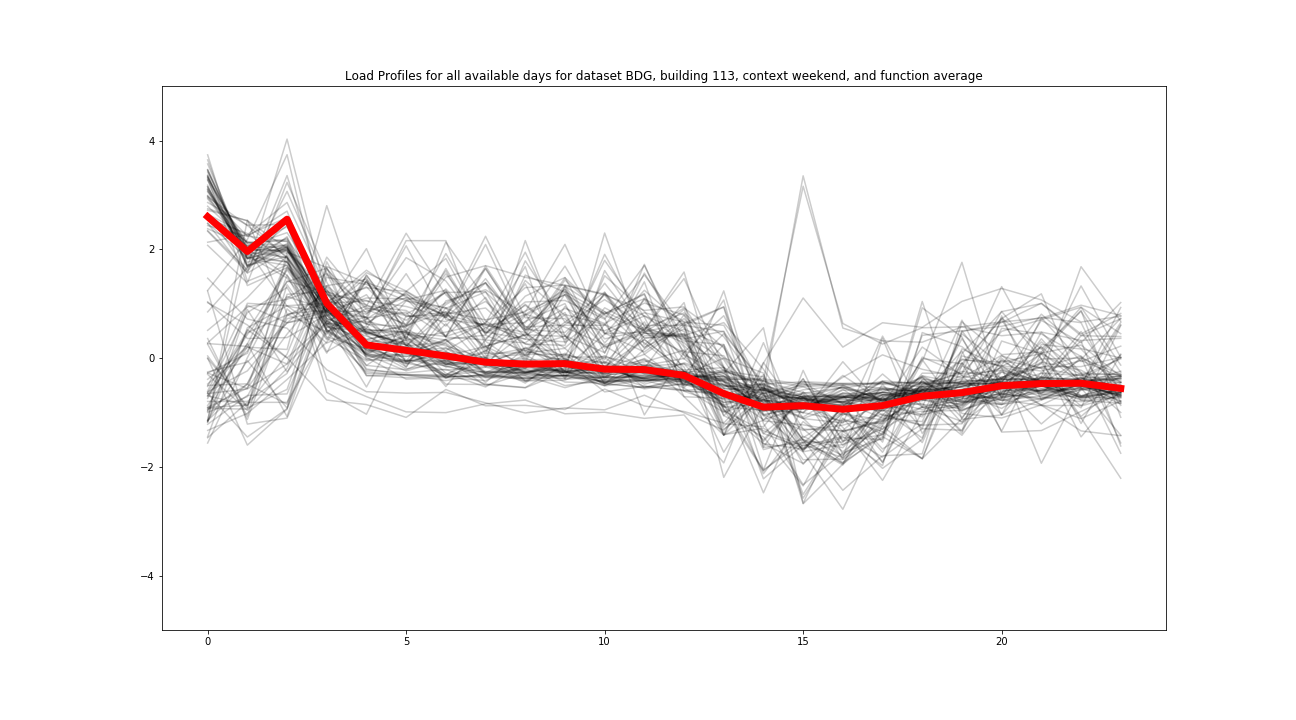 Load Profiles for all available days for dataset BDG, building 113, context weekend, and function average
4
2
0
−2
−4
0 5 10 15 20